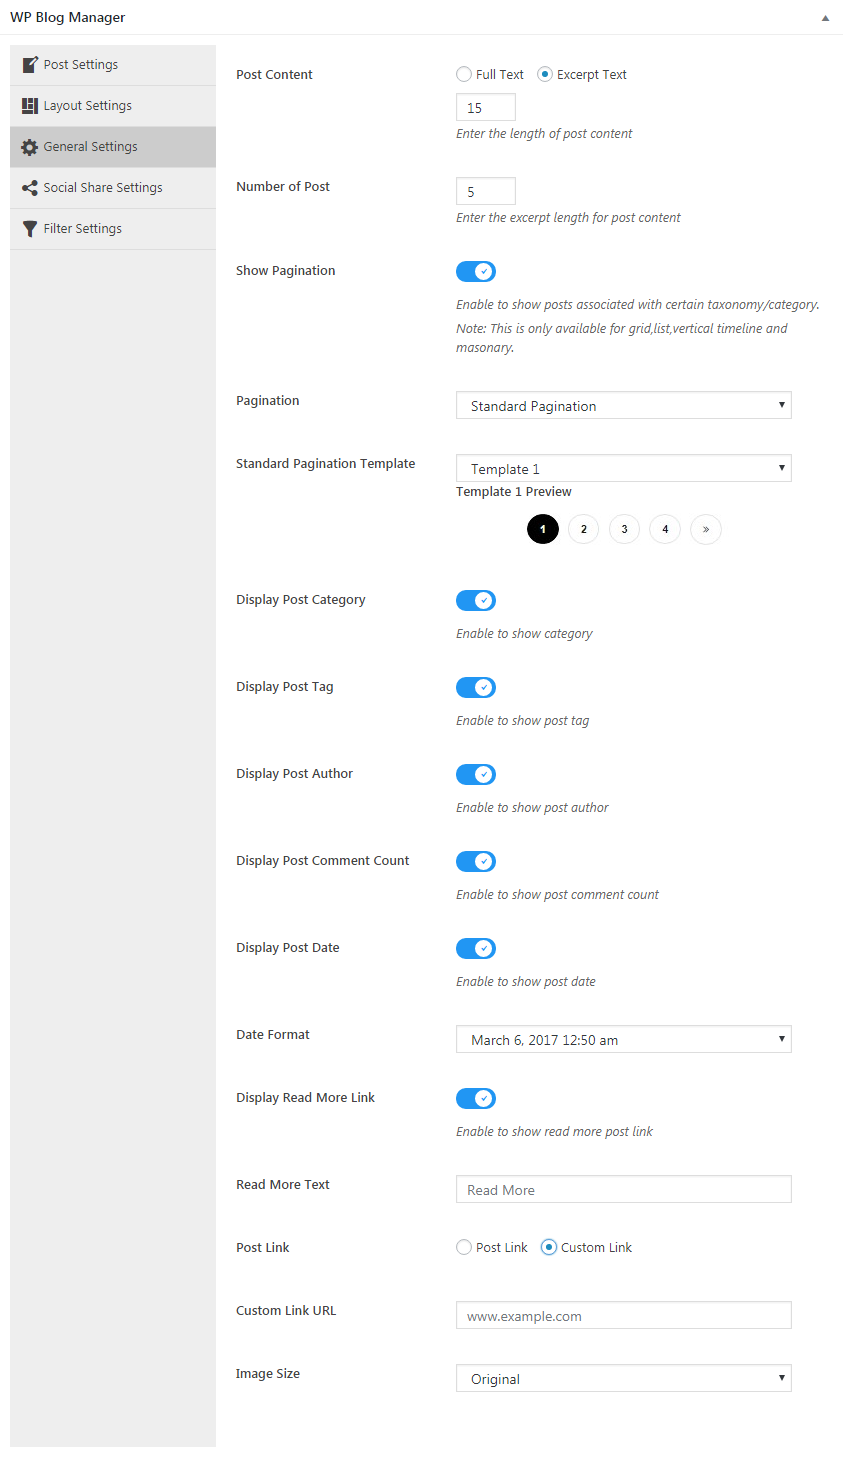 WP Blog Manager
Post Settings
Layout Settings
General Settings
Social Share Settings
Filter Settings
Post Content
Full Text Excerpt Text
15
Enter the length of post content
Number of Post
5
Enter the excerpt length for post content
Show Pagination
Enable to show posts associated with certain taxonomy/category.
Note: This is only available for grid,list,vertical timeline and
masonary.
Pagination
Standard Pagination
Standard Pagination Template
Template 1
Template 1 Preview
1 2 3 4 »
Display Post Category
Enable to show category
Display Post Tag
Enable to show post tag
Display Post Author
Enable to show post author
Display Post Comment Count
Enable to show post comment count
Display Post Date
Enable to show post date
Date Format
March 6, 2017 12:50 am
Display Read More Link
Enable to show read more post link
Read More Text
Read More
Post Link
Post Link Custom Link
Custom Link URL
www.example.com
Image Size
Original